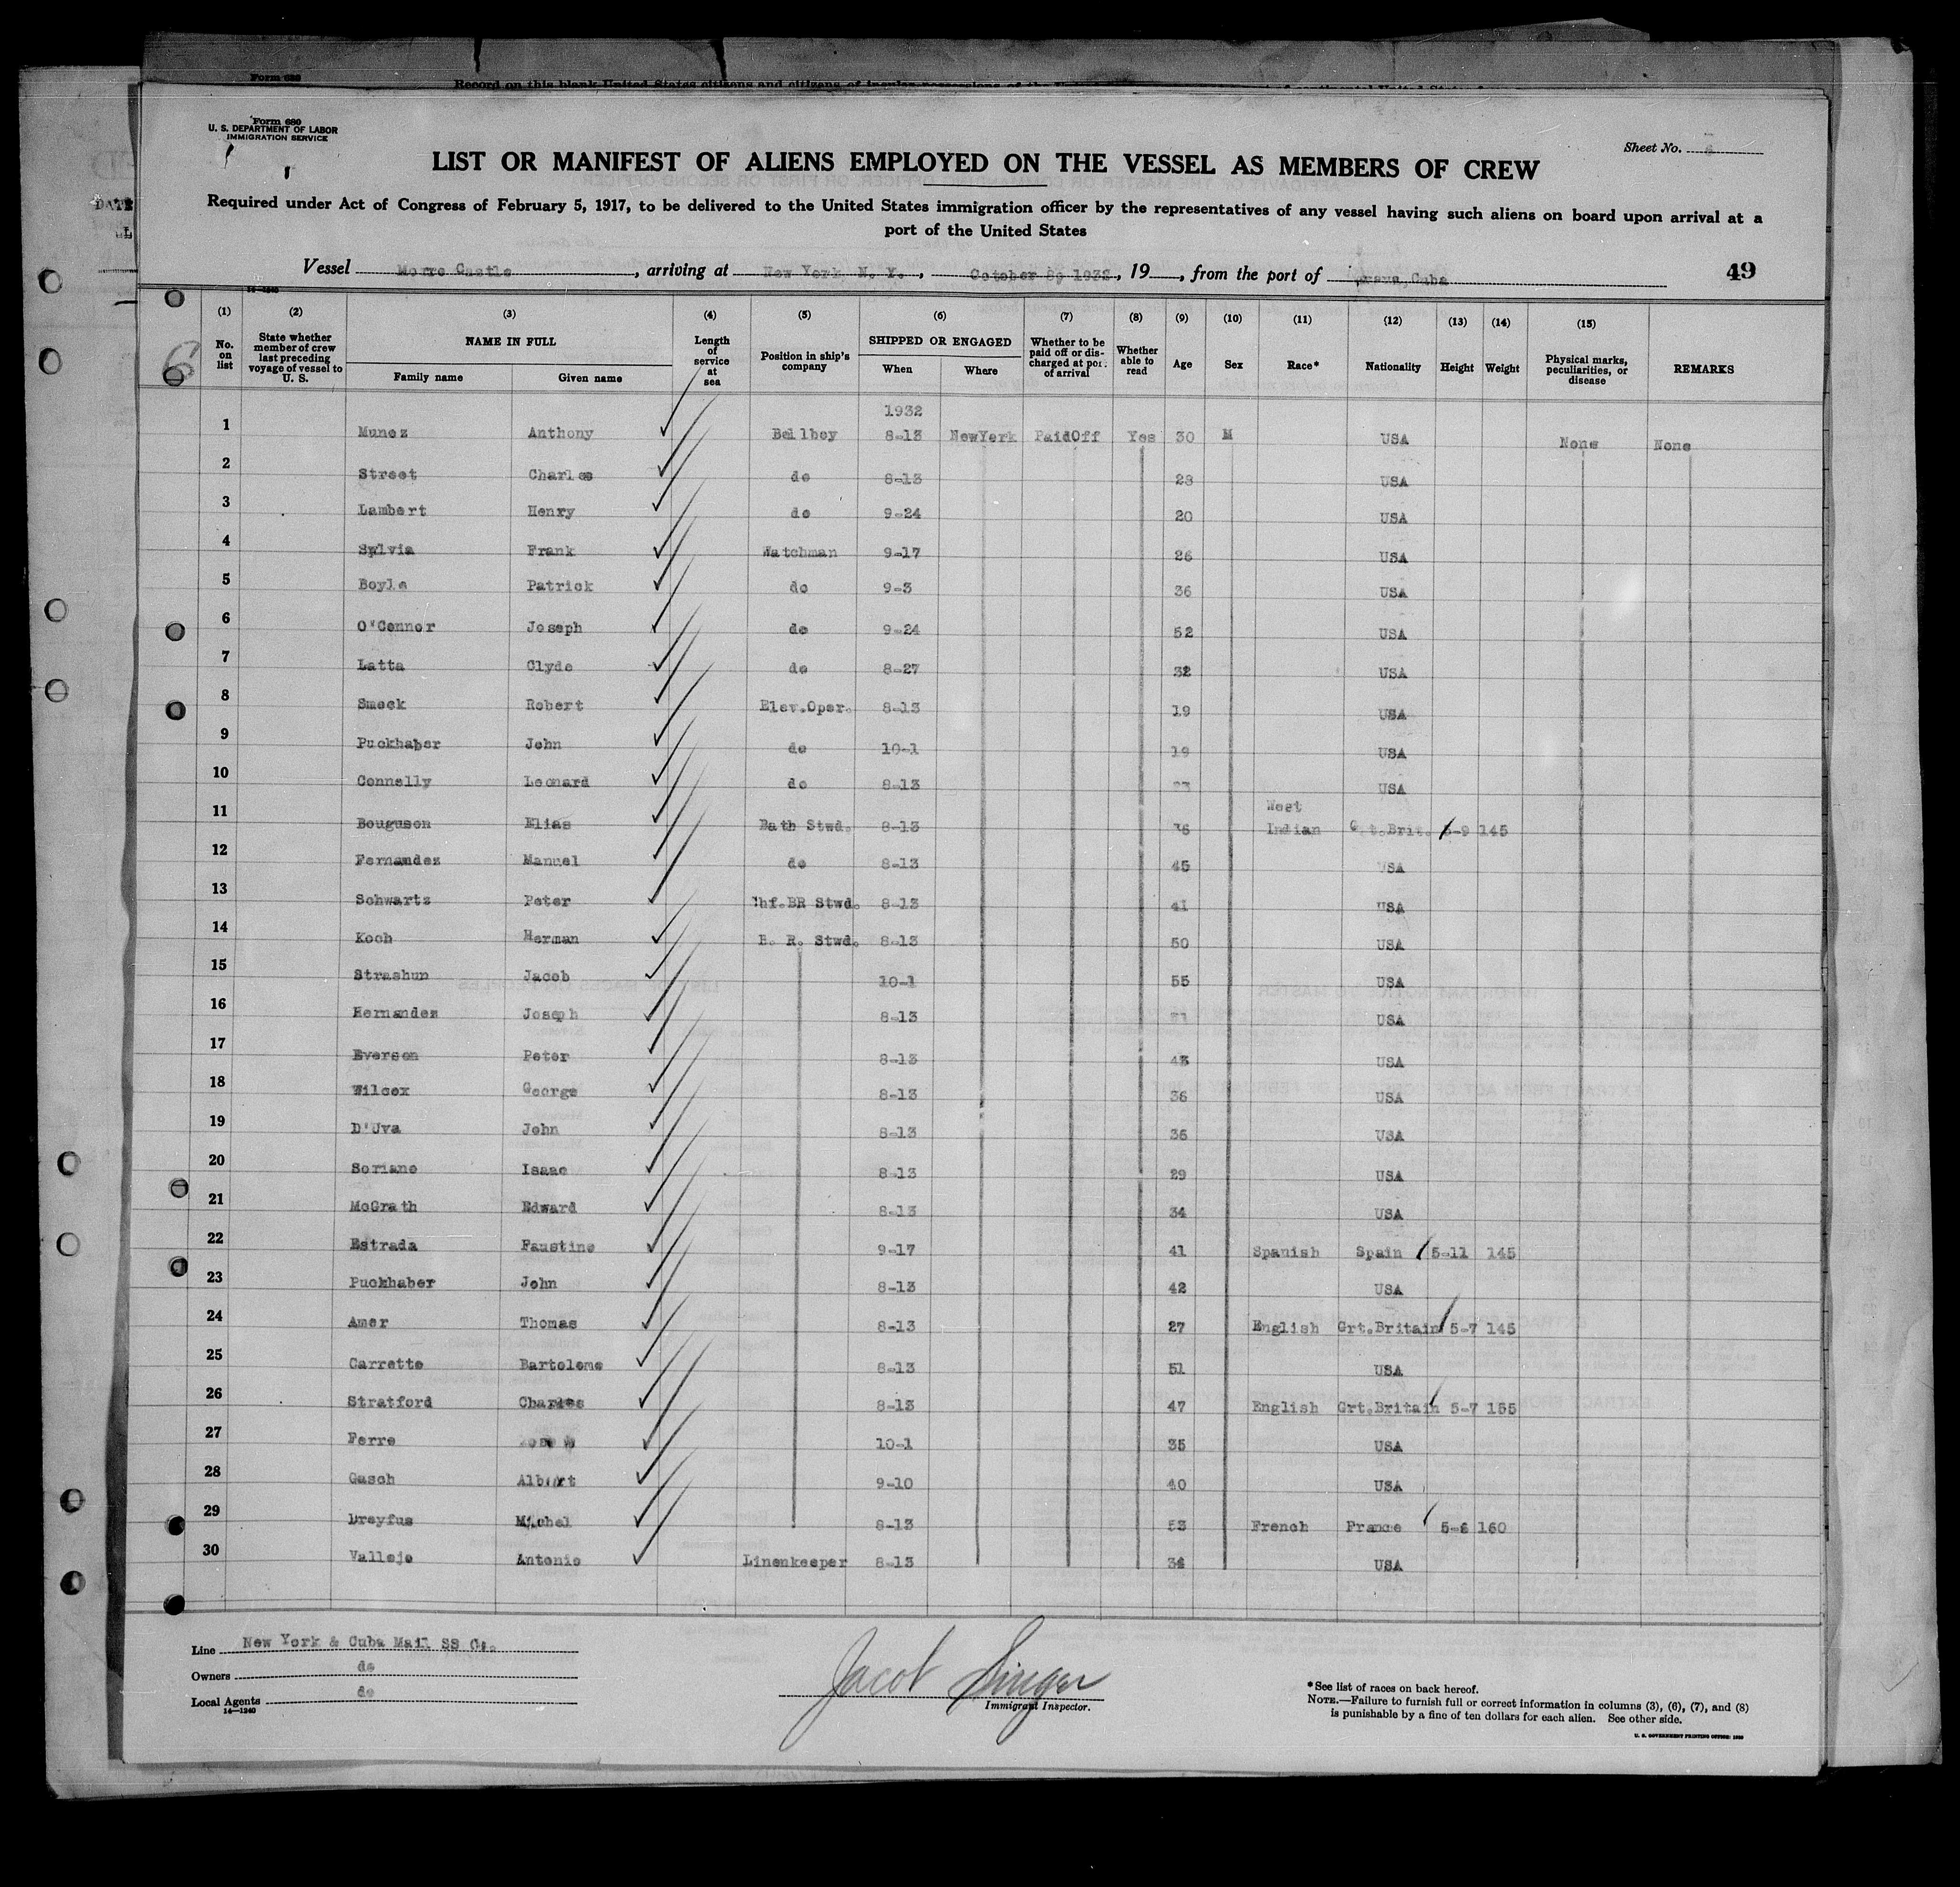 Form 680
U. S. DEPARTMENT OF LABOR
IMMIGRATION SERVICE
Sheet No.
LIST OR MANIFEST OF ALIENS EMPLOYED ON THE VESSEL AS MEMBERS OF CREW
Required under Act of Congress of February 5, 1917, to be delivered to the United States immigration officer by the representatives of any vessel having such aliens on board upon arrival at a
port of the United States
Vessel Morro Castle, arriving at New York, N. Y., October 1932, 19, from the port of Cuba 49
(1) (2) (3) (4) (5) (6) (7) (8) (9) (10) (11) (12) (13) (14) (15)
No. on list State whether member of crew last preceding voyage of vessel to U. S. NAME IN FULL Family name Given name Length of service at sea Position in ship's company SHIPPED OR ENGAGED When Where Whether to be paid off or discharged at port of arrival Whether able to read Age Sex Race* Nationality Height Weight Physical marks, peculiarities, or disease REMARKS
6
1932
1 Munoz Anthony Bellboy 8-13 NewYork PaidOff Yes 30 M USA None None
2 Street Charles do 8-13 USA
3 Lambert Henry do 9-24 20 USA
4 Sylvia Frank Watchman 9-17 26 USA
5 Boyle Patrick do 9-3 36 USA
6 O'Connor Joseph do 9-24 52 USA
7 Latta Clyde do 8-27 32 USA
8 Smock Robert Elev.Oper. 8-13 19 USA
9 Puckhaber John do 10-1 19 USA
10 Connelly Leonard do 8-13 USA
11 Bouguson Elias Bath Stwd. 8-13 36 West Indian Gt.Brit. 5-9 145
12 Fernandez Manuel do 8-13 45 USA
13 Schwartz Peter Chf.BR Stwd. 8-13 41 USA
14 Koch Herman B. R. Stwd. 8-13 50 USA
15 Strashun Jacob 10-1 55 USA
16 Hernandez Joseph 8-13 USA
17 Everson Peter 8-13 43 USA
18 Wilcox George 8-13 36 USA
19 D'Uva John 8-13 36 USA
20 Soriano Isaac 8-13 29 USA
21 McGrath Edward 8-13 34 USA
22 Estrada Faustino 9-17 41 Spanish Spain 5-11 145
23 Puckhaber John 8-13 42 USA
24 Amor Thomas 8-13 27 English Grt.Britain 5-7 145
25 Carretto Bartolome 8-13 51 USA
26 Stratford Charles 8-13 47 English Grt.Britain 5-7 155
27 Ferro 10-1 35 USA
28 Gasch Albert 9-10 40 USA
29 Dreyfus Michel 8-13 53 French France 5-6 160
30 Vallejo Antonio Linenkeeper 8-13 34 USA
Line New York & Cuba Mail SS Co.
Owners do
Local Agents do
14—1240
Jacob Singer
Immigrant Inspector.
*See list of races on back hereof.
NOTE.—Failure to furnish full or correct information in columns (3), (6), (7), and (8)
is punishable by a fine of ten dollars for each alien. See other side.
U. S. GOVERNMENT PRINTING OFFICE